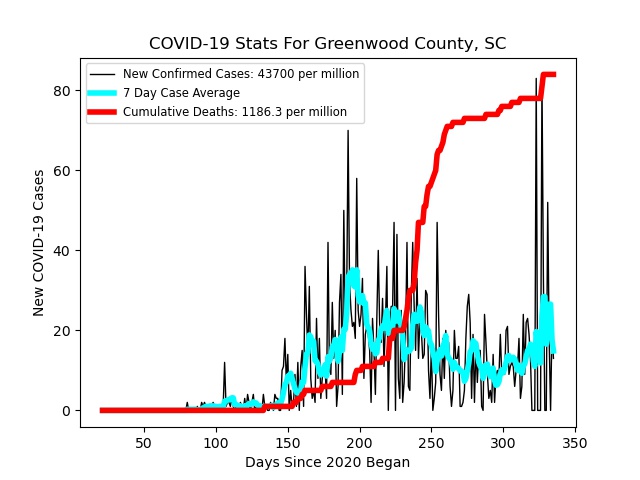 COVID-19 Stats For Greenwood County, SC
New Confirmed Cases: 43700 per million
7 Day Case Average
Cumulative Deaths: 1186.3 per million
80
60
40
20
0
New COVID-19 Cases
50 100 150 200 250 300 350
Days Since 2020 Began